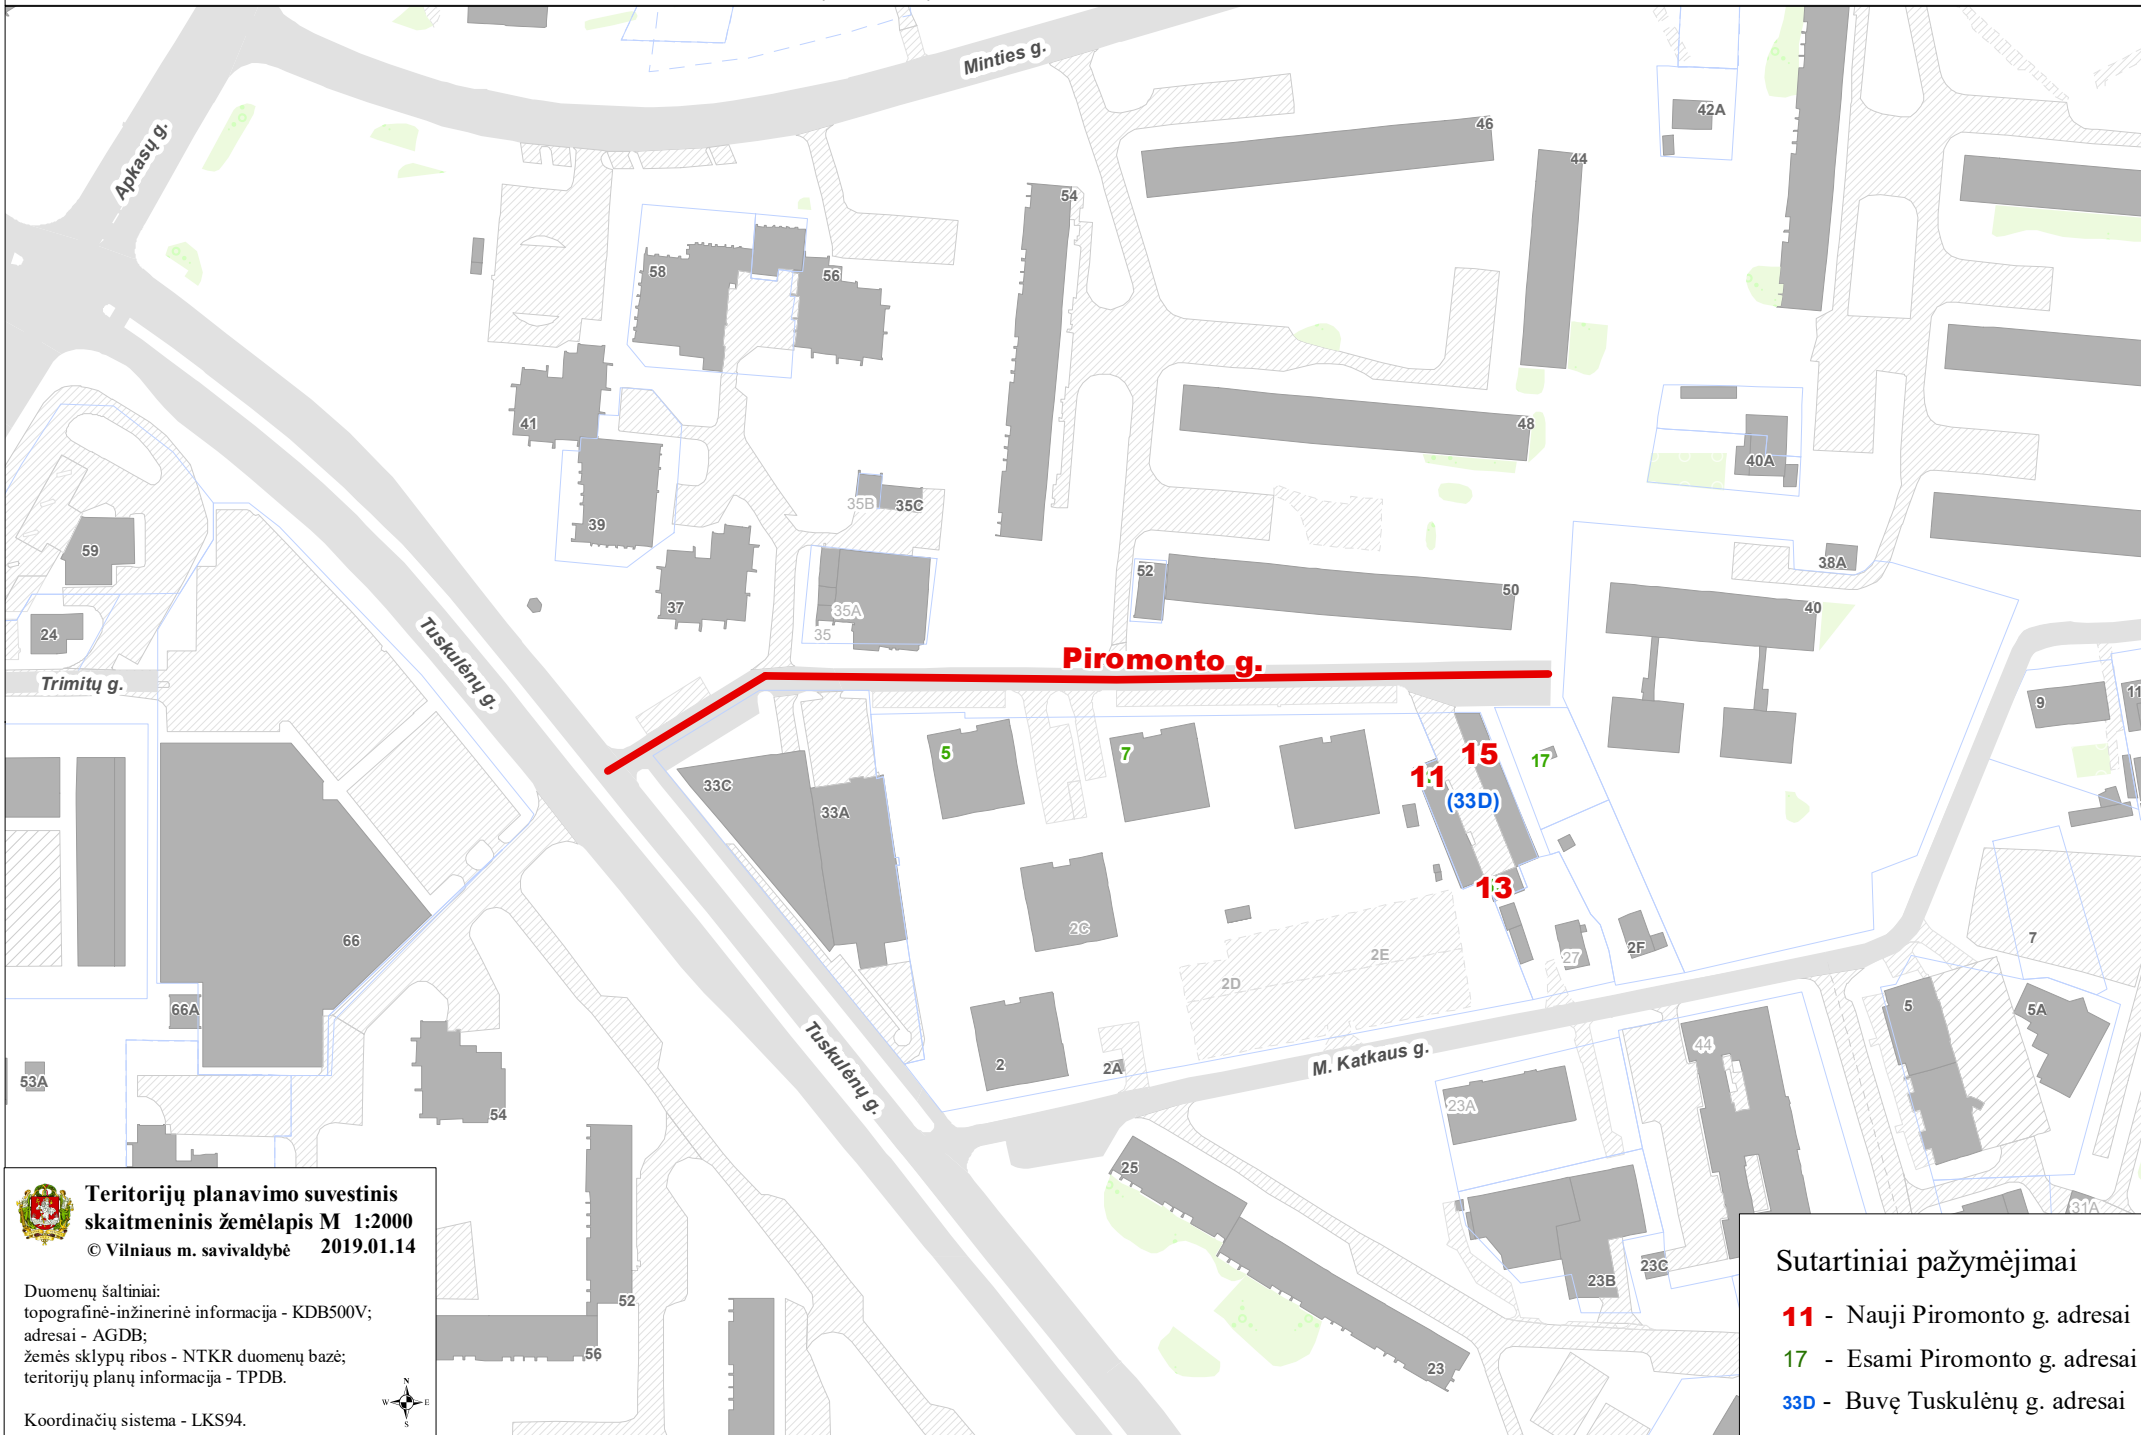 Minties g.
Apkasų g.
42A
46
44
54
58
56
41
48
40A
35B
35C
39
59
38A
52
50
35A
37
40
35
24
Tuskulėnų g.
Trimitų g.
Piromonto g.
9
11
5
7
15
17
11
33C
(33D)
33A
13
66
2C
7
2E
2F
27
2D
66A
5
5A
2
2A
44
M. Katkaus g.
Tuskulėnų g.
53A
54
23A
25
31A
23C
23B
52
56
23
Teritorijų planavimo suvestinis
skaitmeninis žemėlapis M 1:2000
© Vilniaus m. savivaldybė 2019.01.14
Duomenų šaltiniai:
topografinė-inžinerinė informacija - KDB500V;
adresai - AGDB;
žemės sklypų ribos - NTKR duomenų bazė;
teritorijų planų informacija - TPDB.
Koordinačių sistema - LKS94.
N
W E
S
Sutartiniai pažymėjimai
11 - Nauji Piromonto g. adresai
17 - Esami Piromonto g. adresai
33D - Buvę Tuskulėnų g. adresai